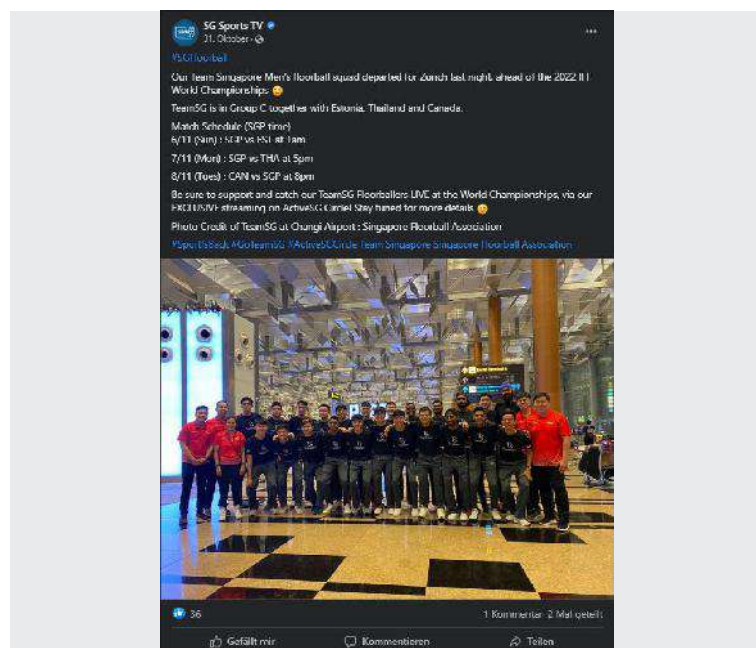 SG Sports TV
31. Oktober
#SGFloorball
Our Team Singapore Men's floorball squad departed for Zurich last night, ahead of the 2022 IFF
World Championships
TeamSG is in Group C together with Estonia, Thailand and Canada.
Match Schedule (SGP time)
6/11 (Sun) : SGP vs EST at 1am
7/11 (Mon) : SGP vs THA at 5pm
8/11 (Tues) : CAN vs SGP at 8pm
Be sure to support and catch our TeamSG Floorballers LIVE at the World Championships, via our
EXCLUSIVE streaming on ActiveSG Circle! Stay tuned for more details
Photo Credit of TeamSG at Changi Airport : Singapore Floorball Association
#SportIsBack #GoTeamSG #ActiveSGCircle Team Singapore Singapore Floorball Association
36
1 Kommentar 2 Mal geteilt
Gefällt mir
Kommentieren
Teilen